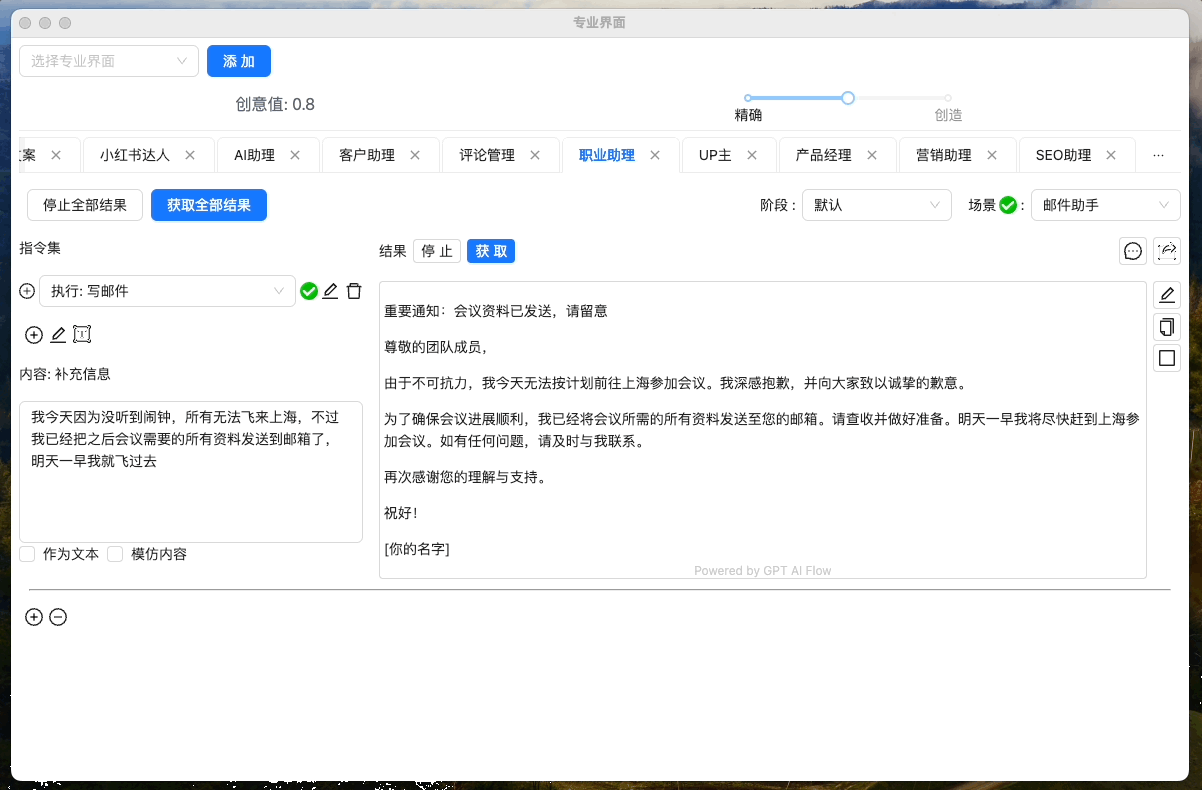 专业界面
选择专业界面
添 加
创意值: 0.8
精确
创造
案
小红书达人
AI助理
客户助理
评论管理
职业助理
UP主
产品经理
营销助理
SEO助理
···
停止全部结果
获取全部结果
阶段 :
默认
场景 :
邮件助手
指令集
结果
停 止
获 取
执行: 写邮件
内容: 补充信息
我今天因为没听到闹钟，所有无法飞来上海，不过
我已经把之后会议需要的所有资料发送到邮箱了，
明天一早我就飞过去
作为文本
模仿内容
重要通知：会议资料已发送，请留意
尊敬的团队成员，
由于不可抗力，我今天无法按计划前往上海参加会议。我深感抱歉，并向大家致以诚挚的歉意。
为了确保会议进展顺利，我已经将会议所需的所有资料发送至您的邮箱。请查收并做好准备。明天一早我将尽快赶到上海参
加会议。如有任何问题，请及时与我联系。
再次感谢您的理解与支持。
祝好！
[你的名字]
Powered by GPT AI Flow